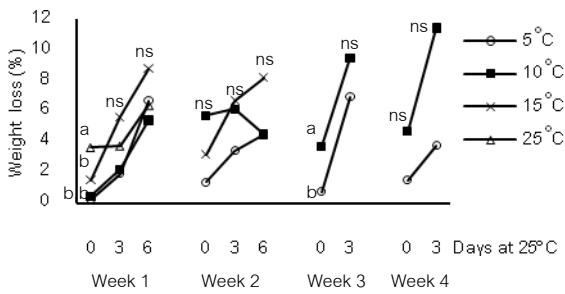 12
10
8
6
4
2
0
Weight loss (%)
a
b
b b
ns
ns
ns
ns
ns
a
b
ns
ns
ns
5°C
10°C
15°C
25°C
0 3 6 0 3 6 0 3 0 3 Days at 25°C
Week 1 Week 2 Week 3 Week 4